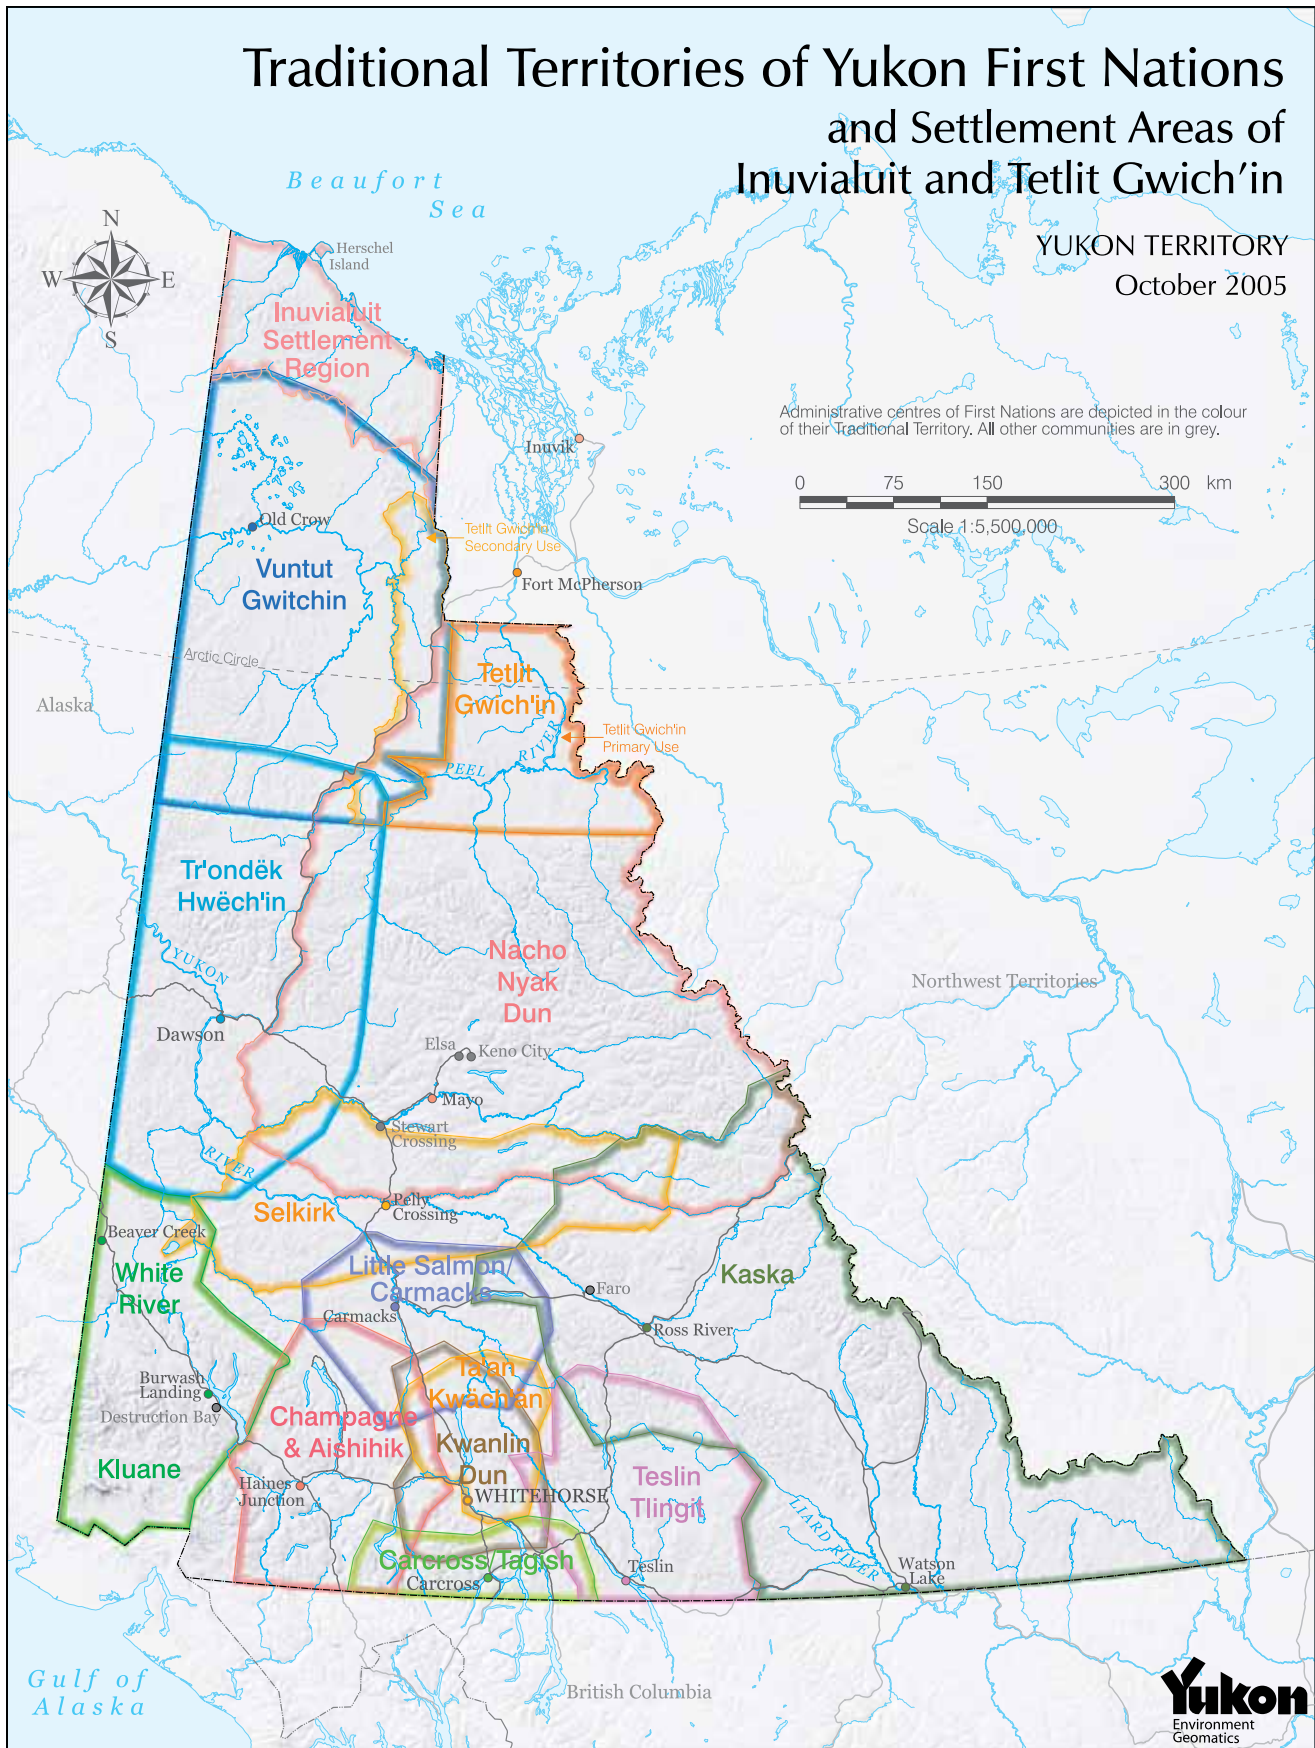 Traditional Territories of Yukon First Nations
and Settlement Areas of
Inuvialuit and Tetlit Gwich'in
YUKON TERRITORY
October 2005
Beaufort
Sea
N
W E
S
Herschel
Island
Inuvialuit
Settlement
Region
Administrative centres of First Nations are depicted in the colour
of their Traditional Territory. All other communities are in grey.
0 75 150 300 km
Scale 1:5,500,000
Inuvik
Old Crow
Tetlit Gwich'in
Secondary Use
Vuntut
Gwitchin
Fort McPherson
Arctic Circle
Alaska
Tetlit
Gwich'in
Tetlit Gwich'in
Primary Use
PEEL RIVER
Tr'ondëk
Hwëch'in
YUKON
Nacho
Nyak
Dun
Northwest Territories
Dawson
Elsa
Keno City
Mayo
Stewart
Crossing
RIVER
Selkirk
Pelly
Crossing
Beaver Creek
White
River
Little Salmon/
Carmacks
Carmacks
Kaska
Faro
Ross River
Burwash
Landing
Destruction Bay
Ta'an
Kwäch'än
Champagne
& Aishihik
Kwanlin
Dun
Kluane
Haines
Junction
WHITEHORSE
Teslin
Tlingit
LIARD RIVER
Carcross/Tagish
Carcross
Teslin
Watson
Lake
Gulf of
Alaska
British Columbia
Yukon
Environment
Geomatics